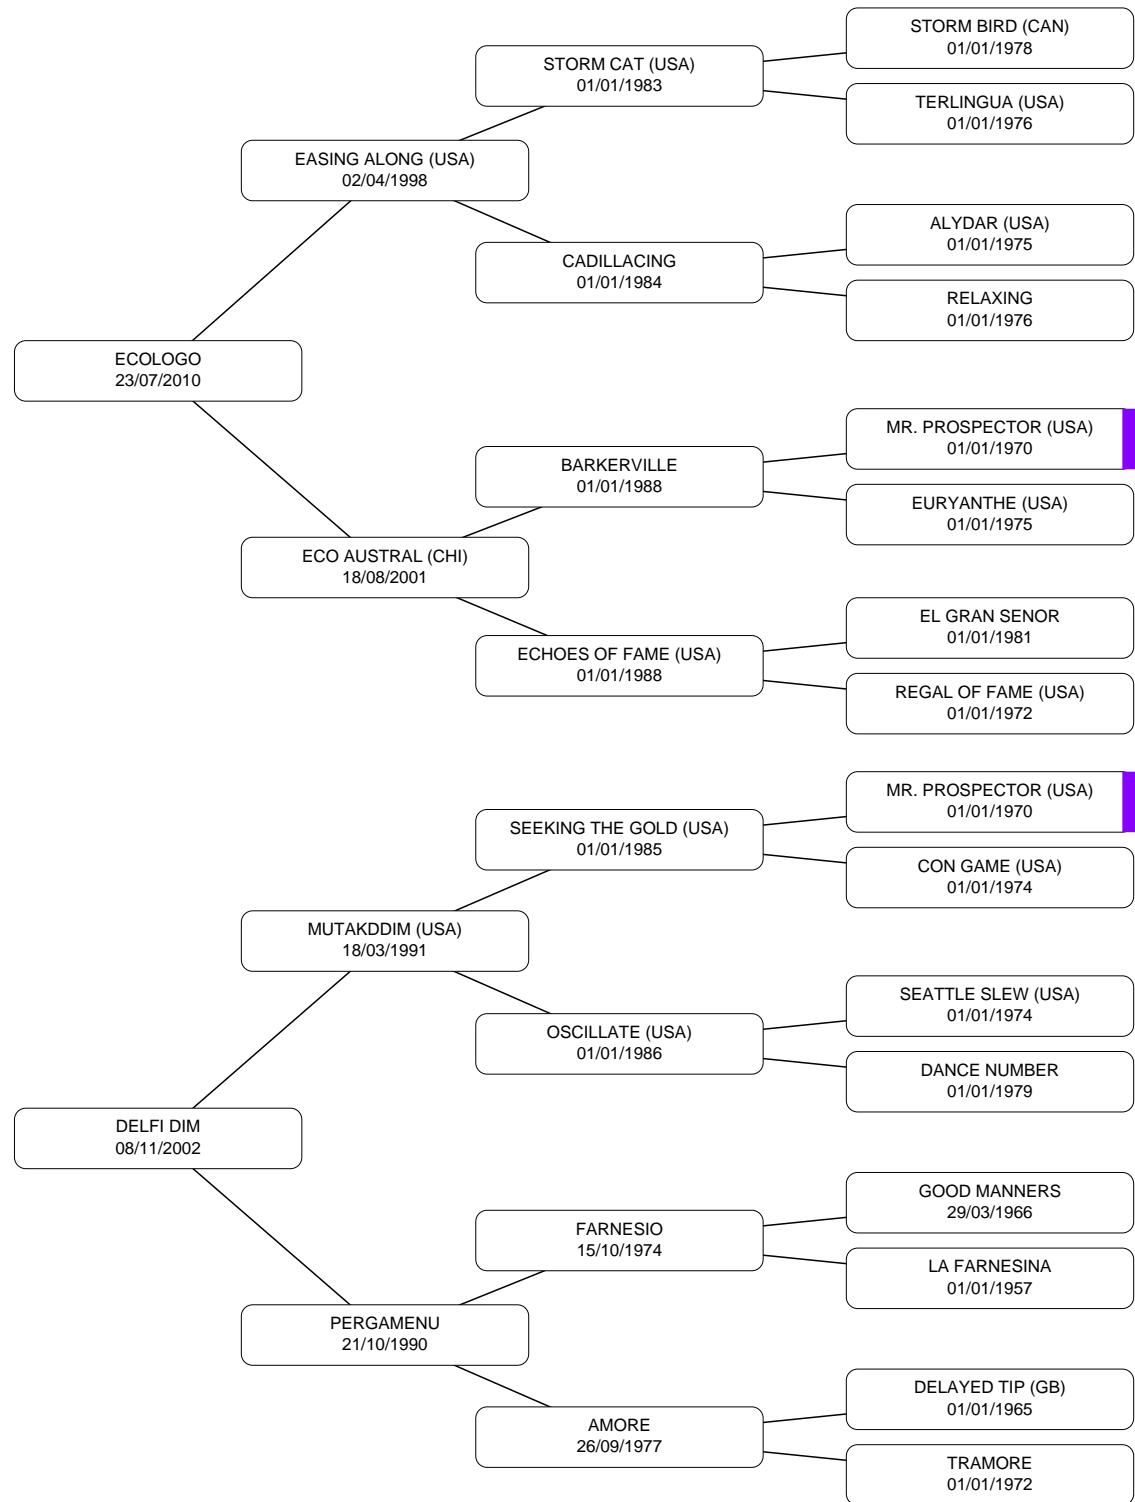 STORM BIRD (CAN)
01/01/1978
STORM CAT (USA)
01/01/1983
TERLINGUA (USA)
01/01/1976
EASING ALONG (USA)
02/04/1998
ALYDAR (USA)
01/01/1975
CADILLACING
01/01/1984
RELAXING
01/01/1976
ECOLOGO
23/07/2010
MR. PROSPECTOR (USA)
01/01/1970
BARKERVILLE
01/01/1988
EURYANTHE (USA)
01/01/1975
ECO AUSTRAL (CHI)
18/08/2001
EL GRAN SENOR
01/01/1981
ECHOES OF FAME (USA)
01/01/1988
REGAL OF FAME (USA)
01/01/1972
MR. PROSPECTOR (USA)
01/01/1970
SEEKING THE GOLD (USA)
01/01/1985
CON GAME (USA)
01/01/1974
MUTAKDDIM (USA)
18/03/1991
SEATTLE SLEW (USA)
01/01/1974
OSCILLATE (USA)
01/01/1986
DANCE NUMBER
01/01/1979
DELFI DIM
08/11/2002
GOOD MANNERS
29/03/1966
FARNESIO
15/10/1974
LA FARNESINA
01/01/1957
PERGAMENU
21/10/1990
DELAYED TIP (GB)
01/01/1965
AMORE
26/09/1977
TRAMORE
01/01/1972